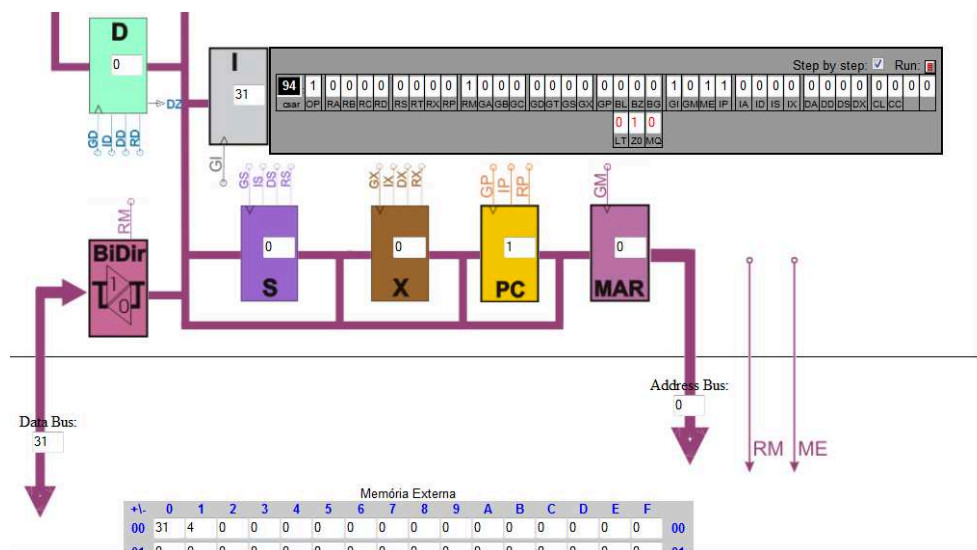 D
0
DZ
GD ID DD RD
I
31
GI
Step by step: Run:
94 1 0 0 0 0 0 0 0 0 1 0 0 0 0 0 0 0 0 0 0 0 1 0 1 1 0 0 0 0 0 0 0 0 0 0 0 0
csar OP RA RB RC RD RS RT RX RP RM GA GB GC GD GT GS GX GP BL BZ BG GI GM ME IP IA ID IS IX DA DD DS DX CL CC
0 1 0
LT Z0 MQ
GS IS DS RS
GX IX DX RX
GP IP RP
GM
RM
BiDir
1
0
0
S
0
X
1
PC
0
MAR
Address Bus:
0
Data Bus:
31
RM ME
Memória Externa
+\- 0 1 2 3 4 5 6 7 8 9 A B C D E F
00 31 4 0 0 0 0 0 0 0 0 0 0 0 0 0 0 00